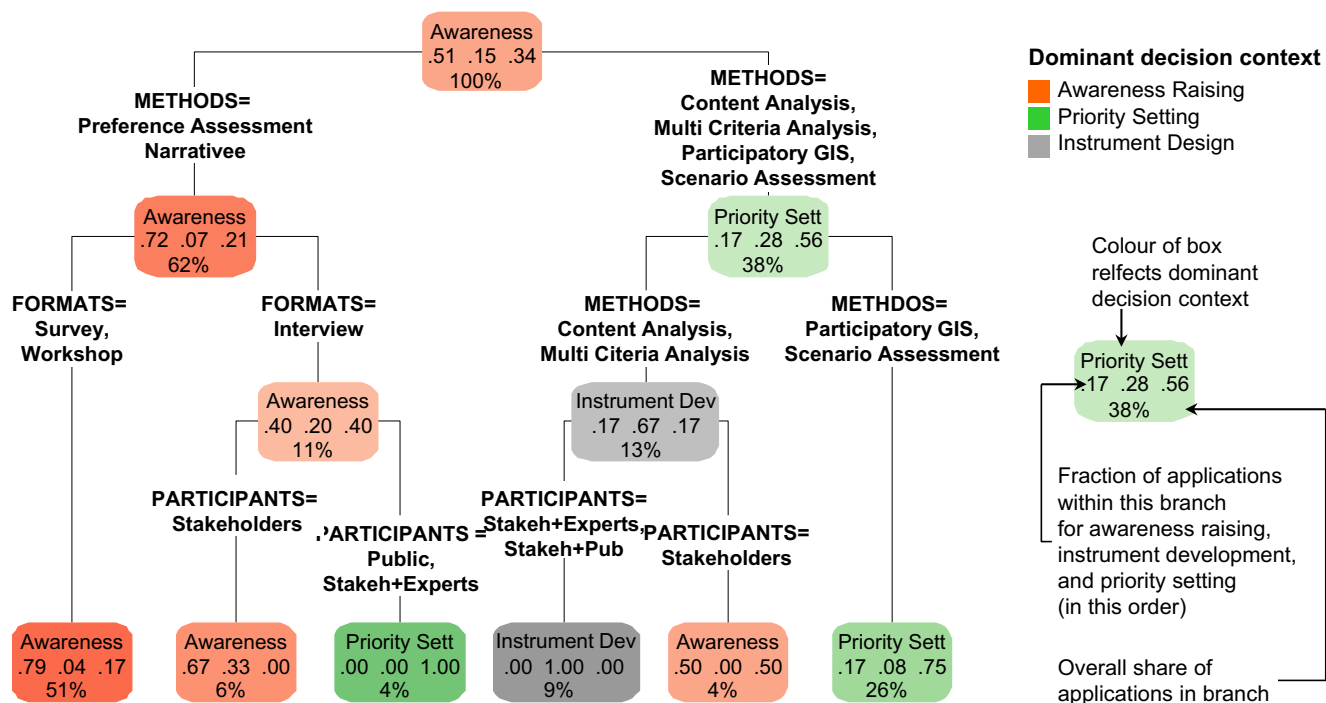 Awareness
.51 .15 .34
100%
METHODS=
Preference Assessment
Narrativee
METHODS=
Content Analysis,
Multi Criteria Analysis,
Participatory GIS,
Scenario Assessment
Awareness
.72 .07 .21
62%
Priority Sett
.17 .28 .56
38%
FORMATS=
Survey,
Workshop
FORMATS=
Interview
METHODS=
Content Analysis,
Multi Citeria Analysis
METHDOS=
Participatory GIS,
Scenario Assessment
Awareness
.40 .20 .40
11%
Instrument Dev
.17 .67 .17
13%
PARTICIPANTS=
Stakeholders
PARTICIPANTS =
Public,
Stakeh+Experts
PARTICIPANTS=
Stakeh+Experts,
Stakeh+Pub
PARTICIPANTS=
Stakeholders
Awareness
.79 .04 .17
51%
Awareness
.67 .33 .00
6%
Priority Sett
.00 .00 1.00
4%
Instrument Dev
.00 1.00 .00
9%
Awareness
.50 .00 .50
4%
Priority Sett
.17 .08 .75
26%
Dominant decision context
Awareness Raising
Priority Setting
Instrument Design
Colour of box
relfects dominant
decision context
Priority Sett
.17 .28 .56
38%
Fraction of applications
within this branch
for awareness raising,
instrument development,
and priority setting
(in this order)
Overall share of
applications in branch